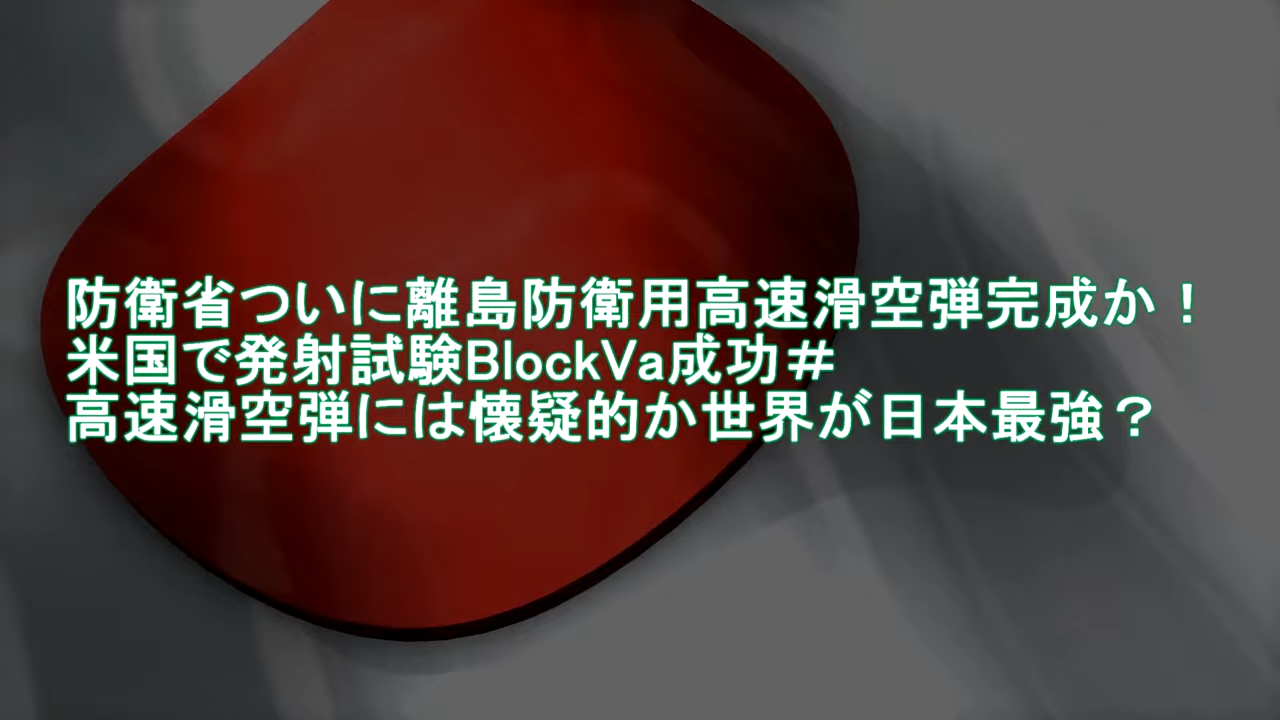 防衛省ついに離島防衛用高速滑空弾完成か！
米国で発射試験BlockVa成功＃
高速滑空弾には懐疑的か世界が日本最強？